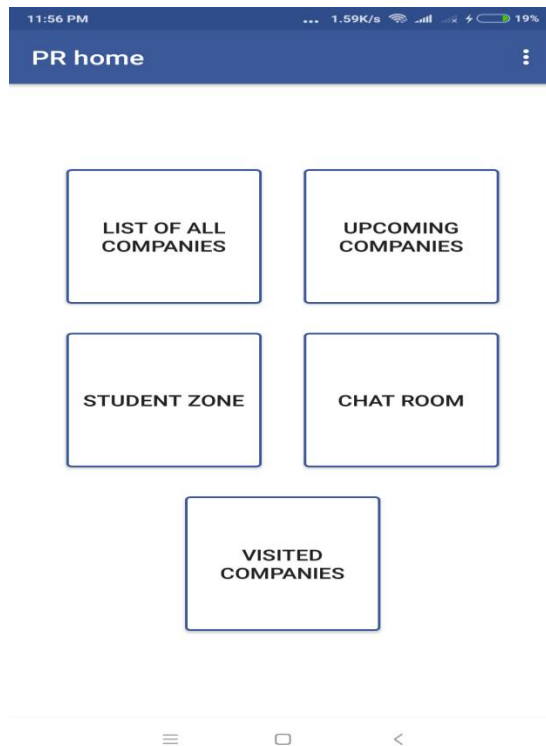 11:56 PM ... 1.59K/s 19%
PR home
LIST OF ALL
COMPANIES
UPCOMING
COMPANIES
STUDENT ZONE
CHAT ROOM
VISITED
COMPANIES